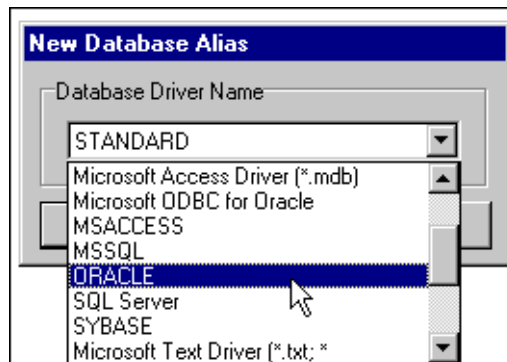 New Database Alias
Database Driver Name
STANDARD
Microsoft Access Driver (*.mdb)
Microsoft ODBC for Oracle
MSACCESS
MSSQL
ORACLE
SQL Server
SYBASE
Microsoft Text Driver (*.txt; *